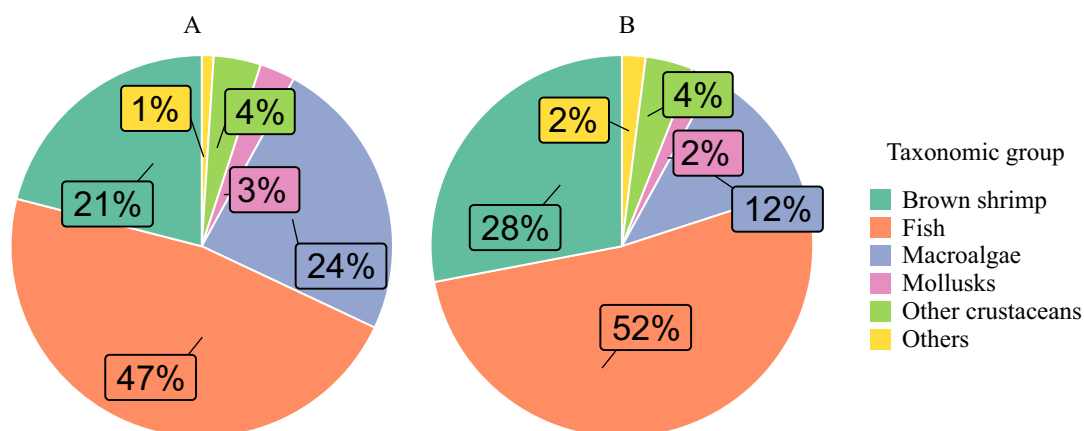 A
B
1%
4%
3%
21%
24%
47%
2%
4%
2%
12%
28%
52%
Taxonomic group
Brown shrimp
Fish
Macroalgae
Mollusks
Other crustaceans
Others